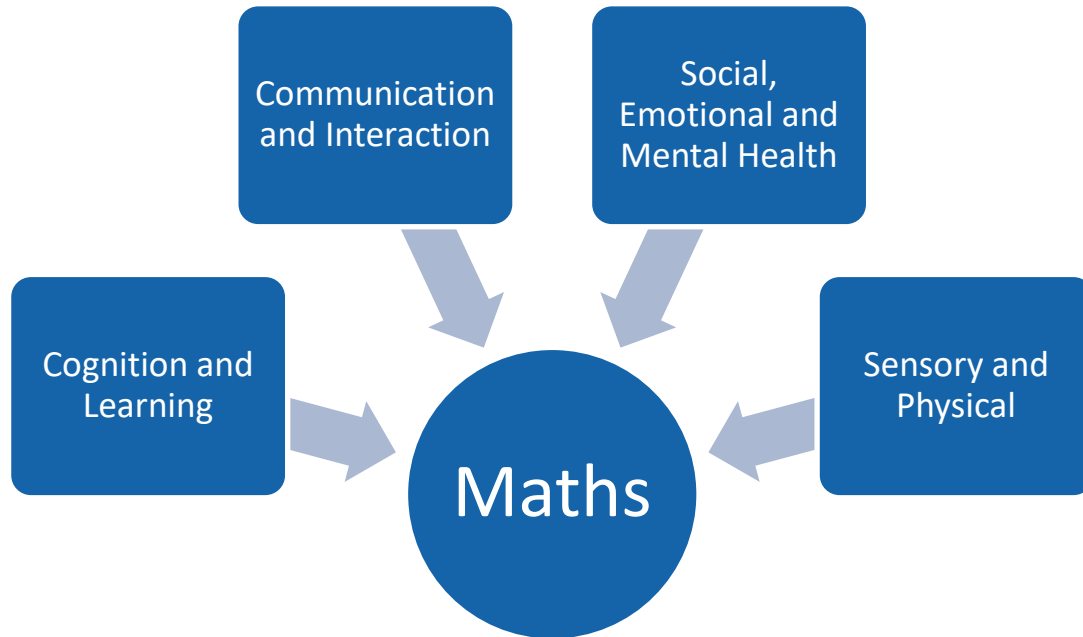 Communication
and Interaction
Social,
Emotional and
Mental Health
Cognition and
Learning
Sensory and
Physical
Maths